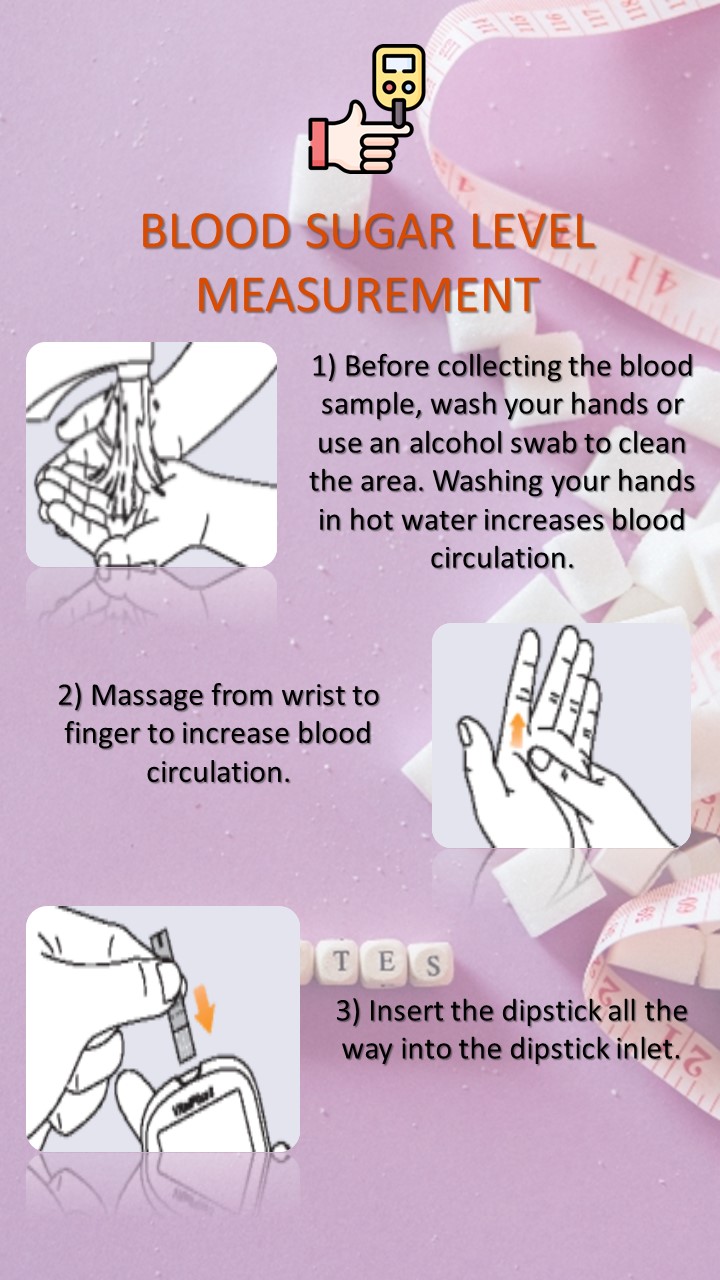 BLOOD SUGAR LEVEL
MEASUREMENT
1) Before collecting the blood
sample, wash your hands or
use an alcohol swab to clean
the area. Washing your hands
in hot water increases blood
circulation.
2) Massage from wrist to
finger to increase blood
circulation.
T E S
3) Insert the dipstick all the
way into the dipstick inlet.